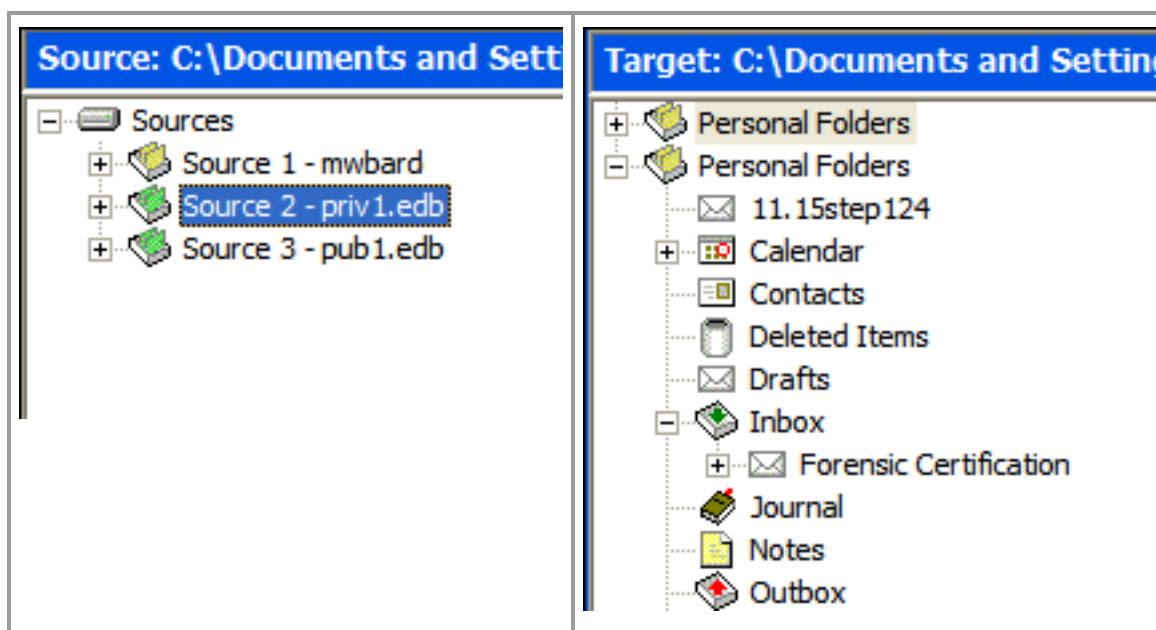 Source: C:\Documents and Sett
Sources
Source 1 - mwbard
Source 2 - priv1.edb
Source 3 - pub1.edb
Target: C:\Documents and Setting
Personal Folders
Personal Folders
11.15step124
Calendar
Contacts
Deleted Items
Drafts
Inbox
Forensic Certification
Journal
Notes
Outbox